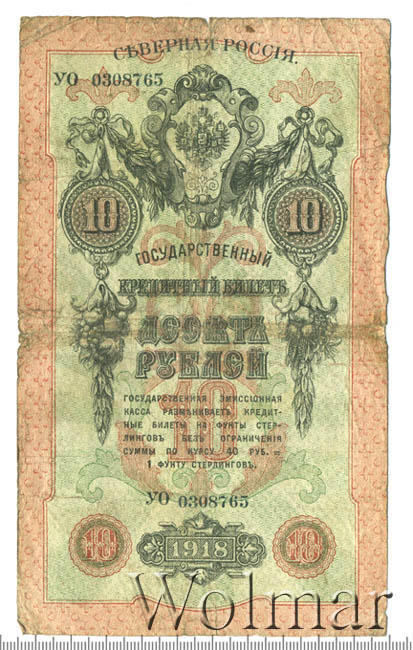 СѢВЕРНАЯ РОССІЯ.
УО 0308765
10 10
ГОСУДАРСТВЕННЫЙ
КРЕДИТНЫЙ БИЛЕТЪ
ДЕСЯТЬ
РУБЛЕЙ
10
ГОСУДАРСТВЕННАЯ ЭМИССІОННАЯ
КАССА РАЗМѢНИВАЕТЪ КРЕДИТ-
НЫЕ БИЛЕТЫ НА ФУНТЫ СТЕР-
ЛИНГОВЪ БЕЗЪ ОГРАНИЧЕНІЯ
СУММЫ ПО КУРСУ 40 РУБ. =
1 ФУНТУ СТЕРЛИНГОВЪ.
УО 0308765
10 1918 10
Wolmar